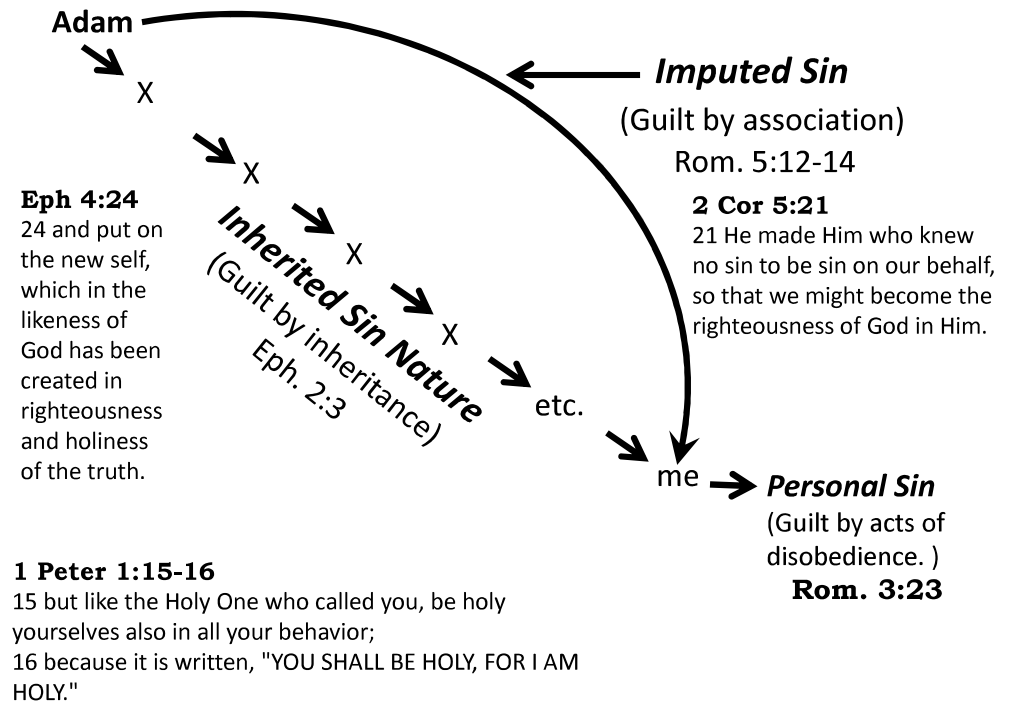 Adam
X
X
X
X
etc.
me
Imputed Sin
(Guilt by association)
Rom. 5:12-14
2 Cor 5:21
21 He made Him who knew
no sin to be sin on our behalf,
so that we might become the
righteousness of God in Him.
Eph 4:24
24 and put on
the new self,
which in the
likeness of
God has been
created in
righteousness
and holiness
of the truth.
Inherited Sin Nature
(Guilt by inheritance)
Eph. 2:3
Personal Sin
(Guilt by acts of
disobedience. )
Rom. 3:23
1 Peter 1:15-16
15 but like the Holy One who called you, be holy
yourselves also in all your behavior;
16 because it is written, "YOU SHALL BE HOLY, FOR I AM
HOLY."